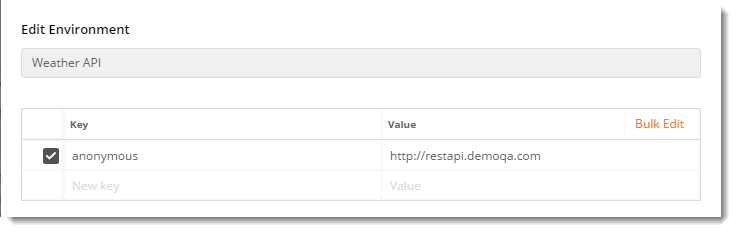 Edit Environment
Weather API
Key Value Bulk Edit
anonymous http://restapi.demoqa.com
New key Value